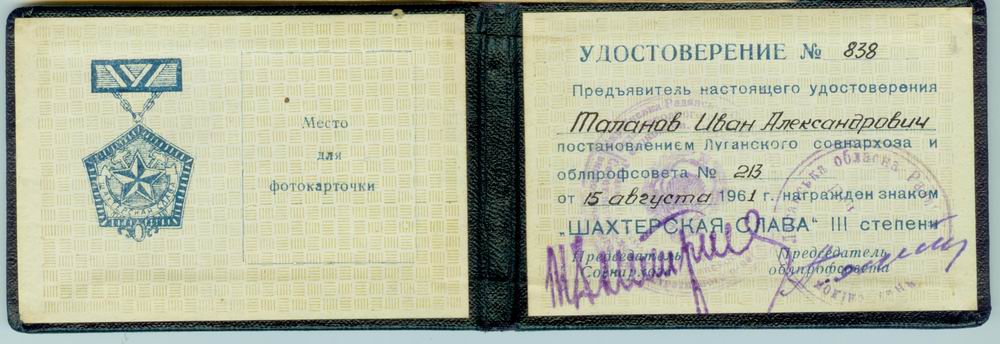 Место
для
фотокарточки
УДОСТОВЕРЕНИЕ № 838
Предъявитель настоящего удостоверения
Таланов Иван Александрович
постановлением Луганского совнархоза и
облпрофсовета № 213
от 15 августа 1961 г. награжден знаком
„ШАХТЕРСКАЯ СЛАВА“ III степени
Председатель Совнархоза
Председатель облпрофсовета